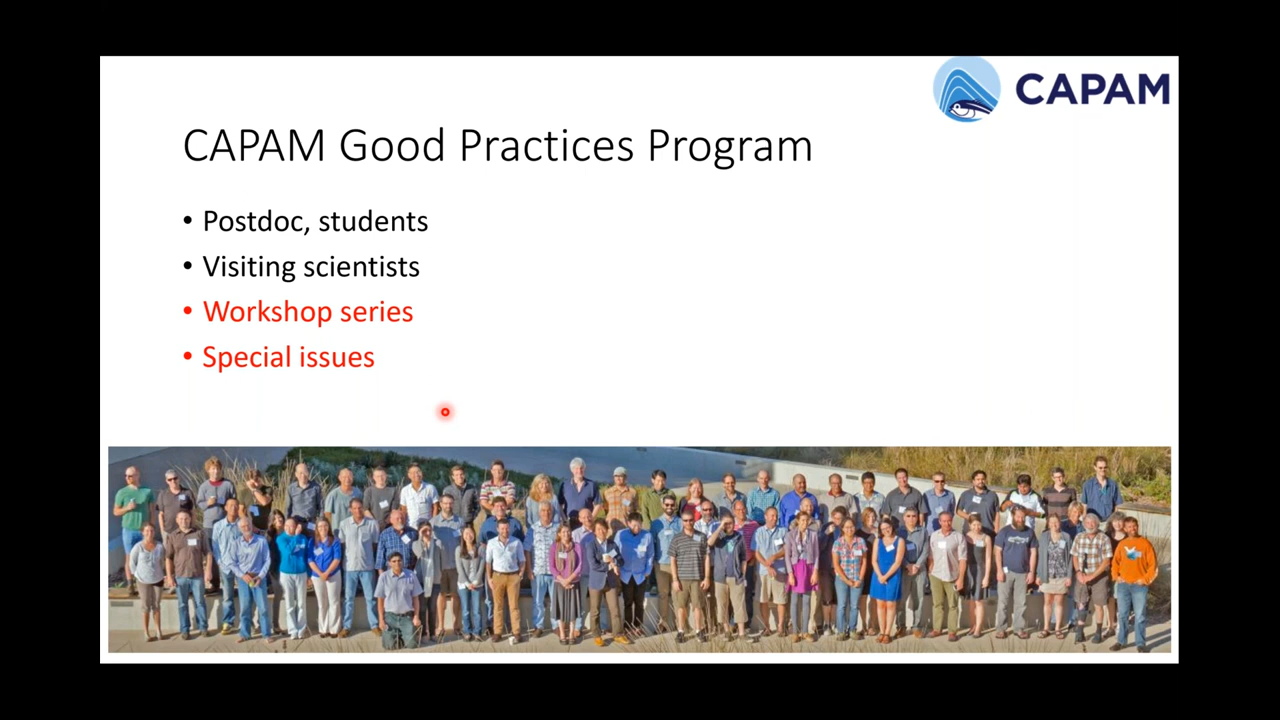 CAPAM
CAPAM Good Practices Program
• Postdoc, students
• Visiting scientists
• Workshop series
• Special issues